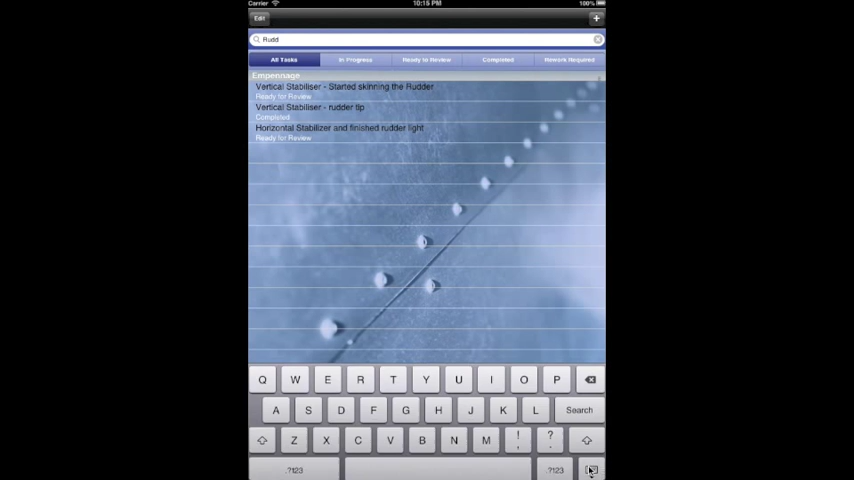 Carrier 10:15 PM 100%
Edit +
Rudd
All Tasks In Progress Ready to Review Completed Rework Required
Empennage
Vertical Stabiliser - Started skinning the Rudder
Ready for Review
Vertical Stabiliser - rudder tip
Completed
Horizontal Stabilizer and finished rudder light
Ready for Review
Q W E R T Y U I O P
A S D F G H J K L Search
Z X C V B N M ! , ? .
.?123 .?123